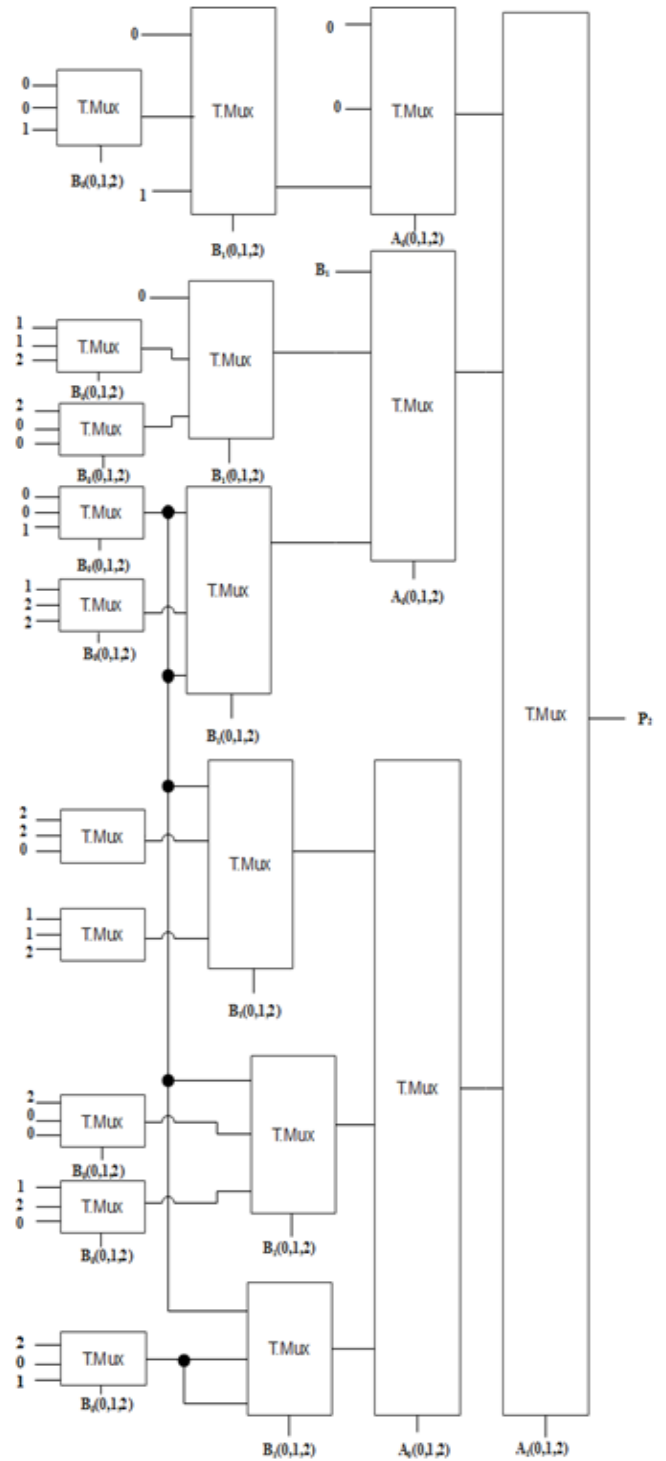 0
0
0
0
1
T.Mux
T.Mux
0
T.Mux
1
B₀(0,1,2)
B₁(0,1,2)
A₀(0,1,2)
B₁
0
1
1
2
T.Mux
B₀(0,1,2)
T.Mux
T.Mux
2
0
0
T.Mux
B₀(0,1,2)
B₁(0,1,2)
0
0
1
T.Mux
B₀(0,1,2)
1
2
2
T.Mux
B₀(0,1,2)
T.Mux
A₀(0,1,2)
B₁(0,1,2)
T.Mux
P₂
2
2
0
T.Mux
T.Mux
1
1
2
T.Mux
B₁(0,1,2)
2
0
0
T.Mux
B₀(0,1,2)
T.Mux
T.Mux
1
2
0
T.Mux
B₀(0,1,2)
B₁(0,1,2)
2
0
1
T.Mux
B₀(0,1,2)
T.Mux
B₁(0,1,2)
A₀(0,1,2)
A₁(0,1,2)